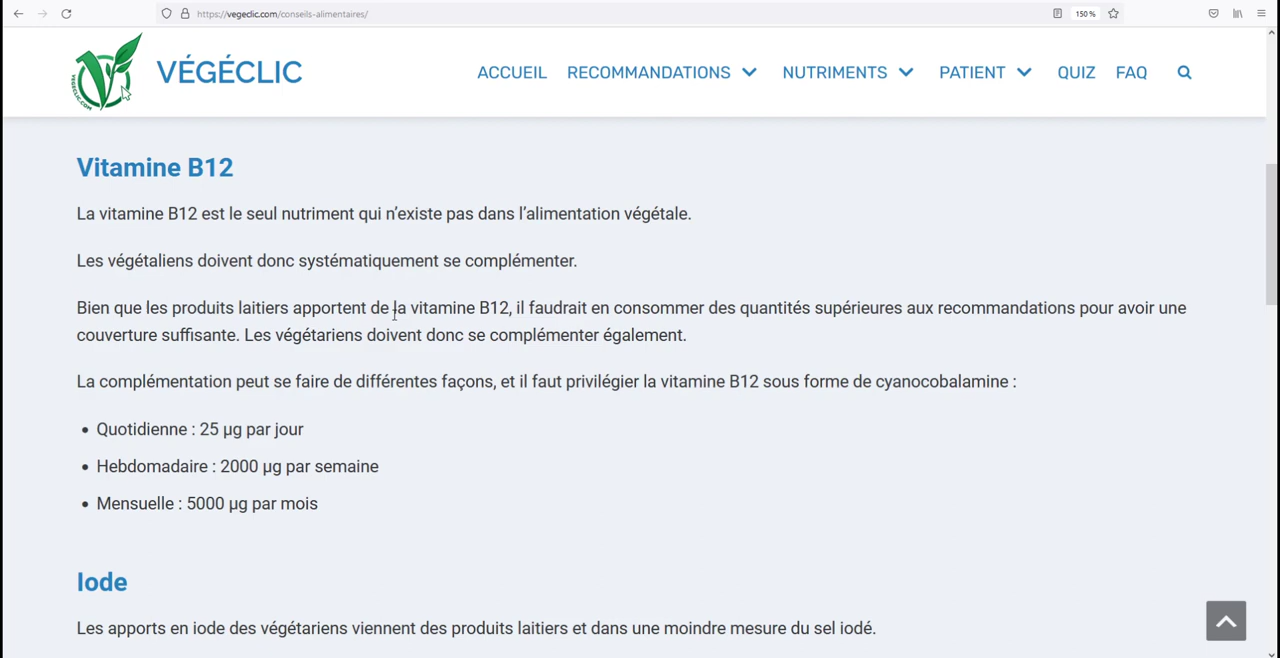 https://vegeclic.com/conseils-alimentaires/
150 %
VEGECLIC.COM
VÉGÉCLIC
ACCUEIL RECOMMANDATIONS NUTRIMENTS PATIENT QUIZ FAQ
Vitamine B12
La vitamine B12 est le seul nutriment qui n’existe pas dans l’alimentation végétale.
Les végétaliens doivent donc systématiquement se complémenter.
Bien que les produits laitiers apportent de la vitamine B12, il faudrait en consommer des quantités supérieures aux recommandations pour avoir une
couverture suffisante. Les végétariens doivent donc se complémenter également.
La complémentation peut se faire de différentes façons, et il faut privilégier la vitamine B12 sous forme de cyanocobalamine :
• Quotidienne : 25 µg par jour
• Hebdomadaire : 2000 µg par semaine
• Mensuelle : 5000 µg par mois
Iode
Les apports en iode des végétariens viennent des produits laitiers et dans une moindre mesure du sel iodé.